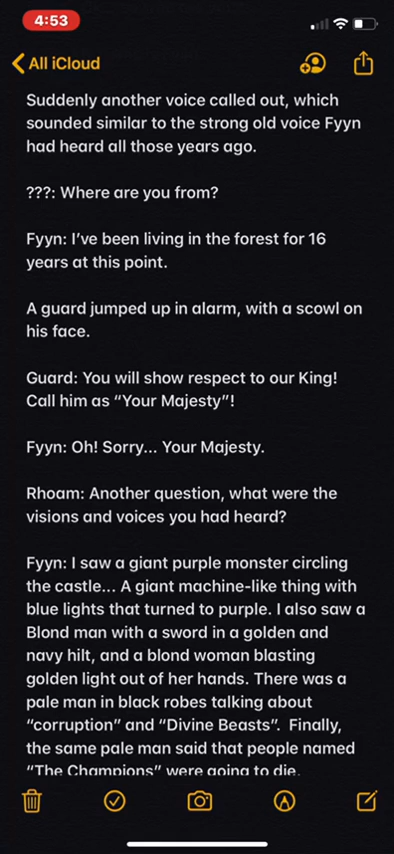 4:53
All iCloud
Suddenly another voice called out, which
sounded similar to the strong old voice Fyyn
had heard all those years ago.
???: Where are you from?
Fyyn: I've been living in the forest for 16
years at this point.
A guard jumped up in alarm, with a scowl on
his face.
Guard: You will show respect to our King!
Call him as “Your Majesty”!
Fyyn: Oh! Sorry... Your Majesty.
Rhoam: Another question, what were the
visions and voices you had heard?
Fyyn: I saw a giant purple monster circling
the castle... A giant machine-like thing with
blue lights that turned to purple. I also saw a
Blond man with a sword in a golden and
navy hilt, and a blond woman blasting
golden light out of her hands. There was a
pale man in black robes talking about
“corruption” and “Divine Beasts”.  Finally,
the same pale man said that people named
“The Champions” were going to die.